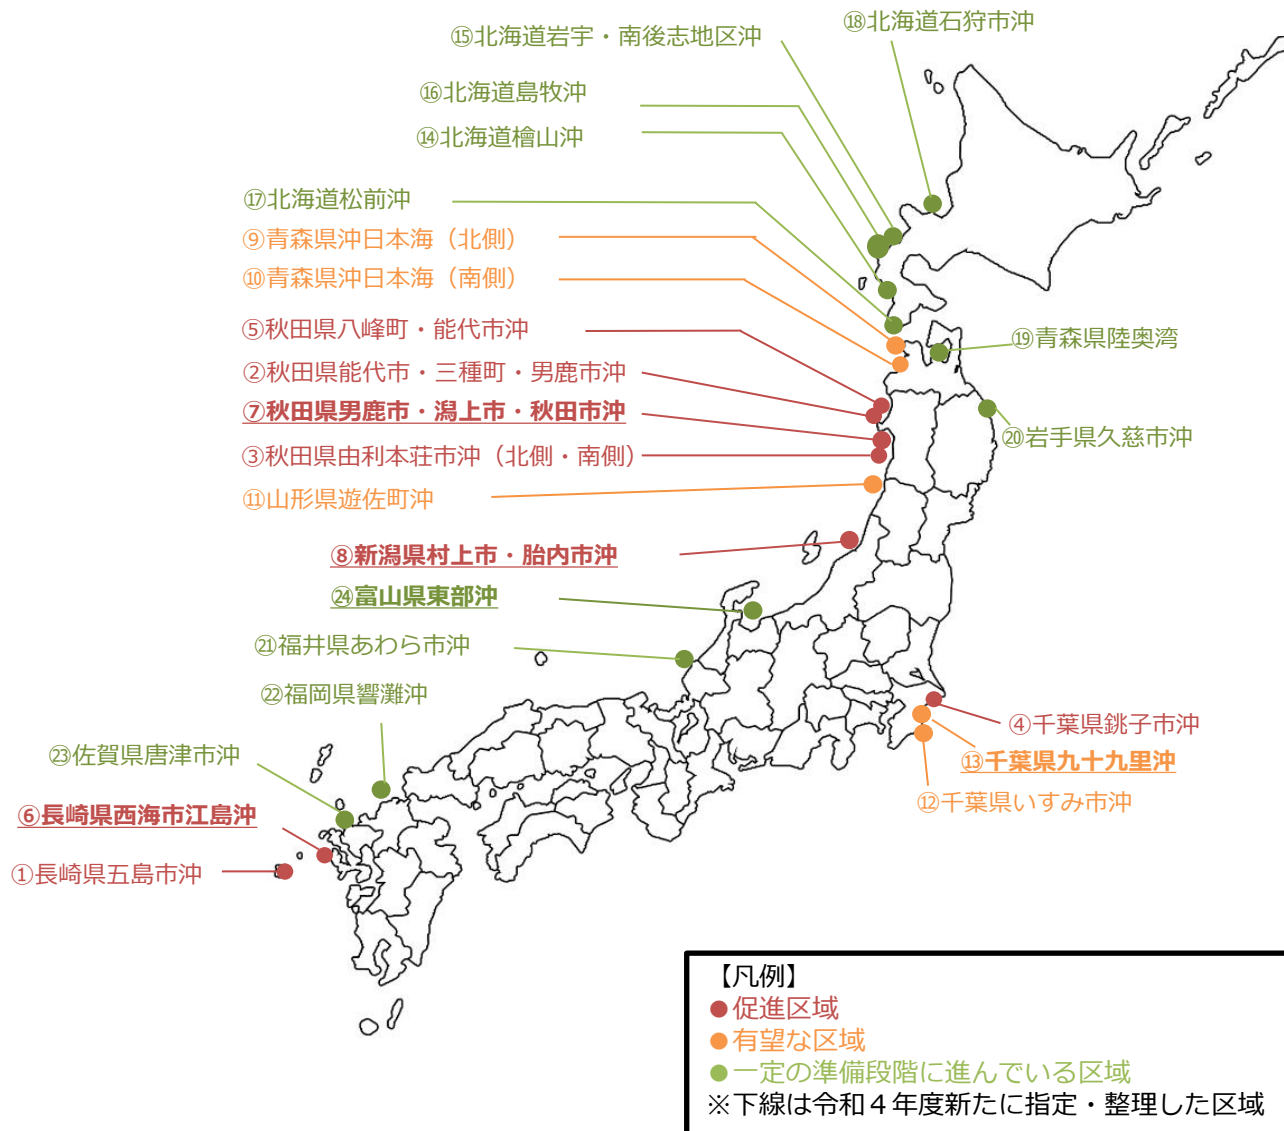 ⑱北海道石狩市沖
⑮北海道岩宇・南後志地区沖
⑯北海道島牧沖
⑭北海道檜山沖
⑰北海道松前沖
⑨青森県沖日本海（北側）
⑩青森県沖日本海（南側）
⑤秋田県八峰町・能代市沖
⑲青森県陸奥湾
②秋田県能代市・三種町・男鹿市沖
⑦秋田県男鹿市・潟上市・秋田市沖
⑳岩手県久慈市沖
③秋田県由利本荘市沖（北側・南側）
⑪山形県遊佐町沖
⑧新潟県村上市・胎内市沖
㉔富山県東部沖
㉑福井県あわら市沖
㉒福岡県響灘沖
④千葉県銚子市沖
㉓佐賀県唐津市沖
⑬千葉県九十九里沖
⑫千葉県いすみ市沖
⑥長崎県西海市江島沖
①長崎県五島市沖
【凡例】
●促進区域
●有望な区域
●一定の準備段階に進んでいる区域
※下線は令和４年度新たに指定・整理した区域